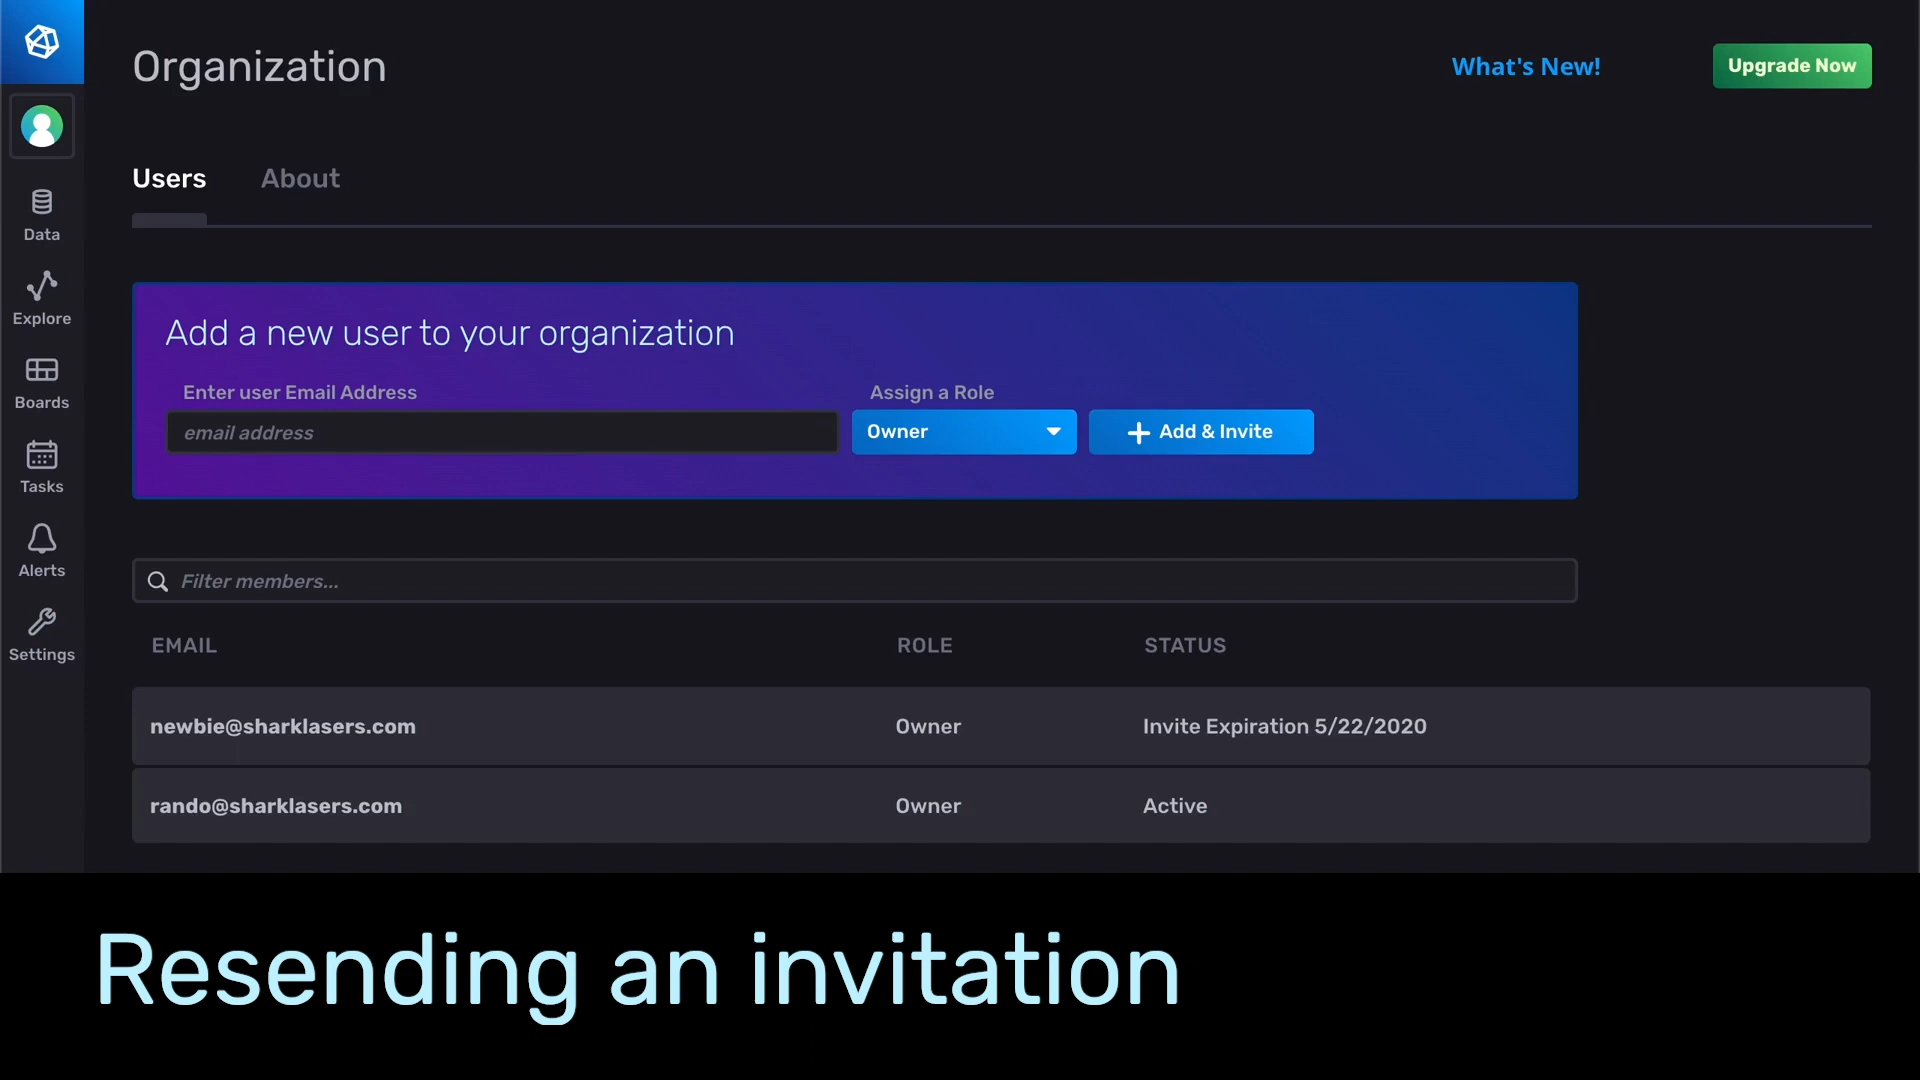 Organization
What's New!
Upgrade Now
Users
About
Data
Explore
Boards
Tasks
Alerts
Settings
Add a new user to your organization
Enter user Email Address
Assign a Role
email address
Owner
Add & Invite
Filter members...
EMAIL ROLE STATUS
newbie@sharklasers.com Owner Invite Expiration 5/22/2020
rando@sharklasers.com Owner Active
Resending an invitation